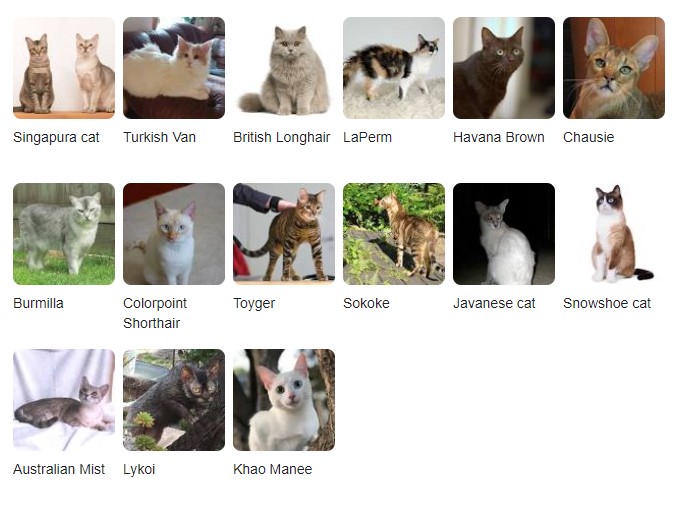 Singapura cat
Turkish Van
British Longhair
LaPerm
Havana Brown
Chausie
Burmilla
Colorpoint
Shorthair
Toyger
Sokoke
Javanese cat
Snowshoe cat
Australian Mist
Lykoi
Khao Manee